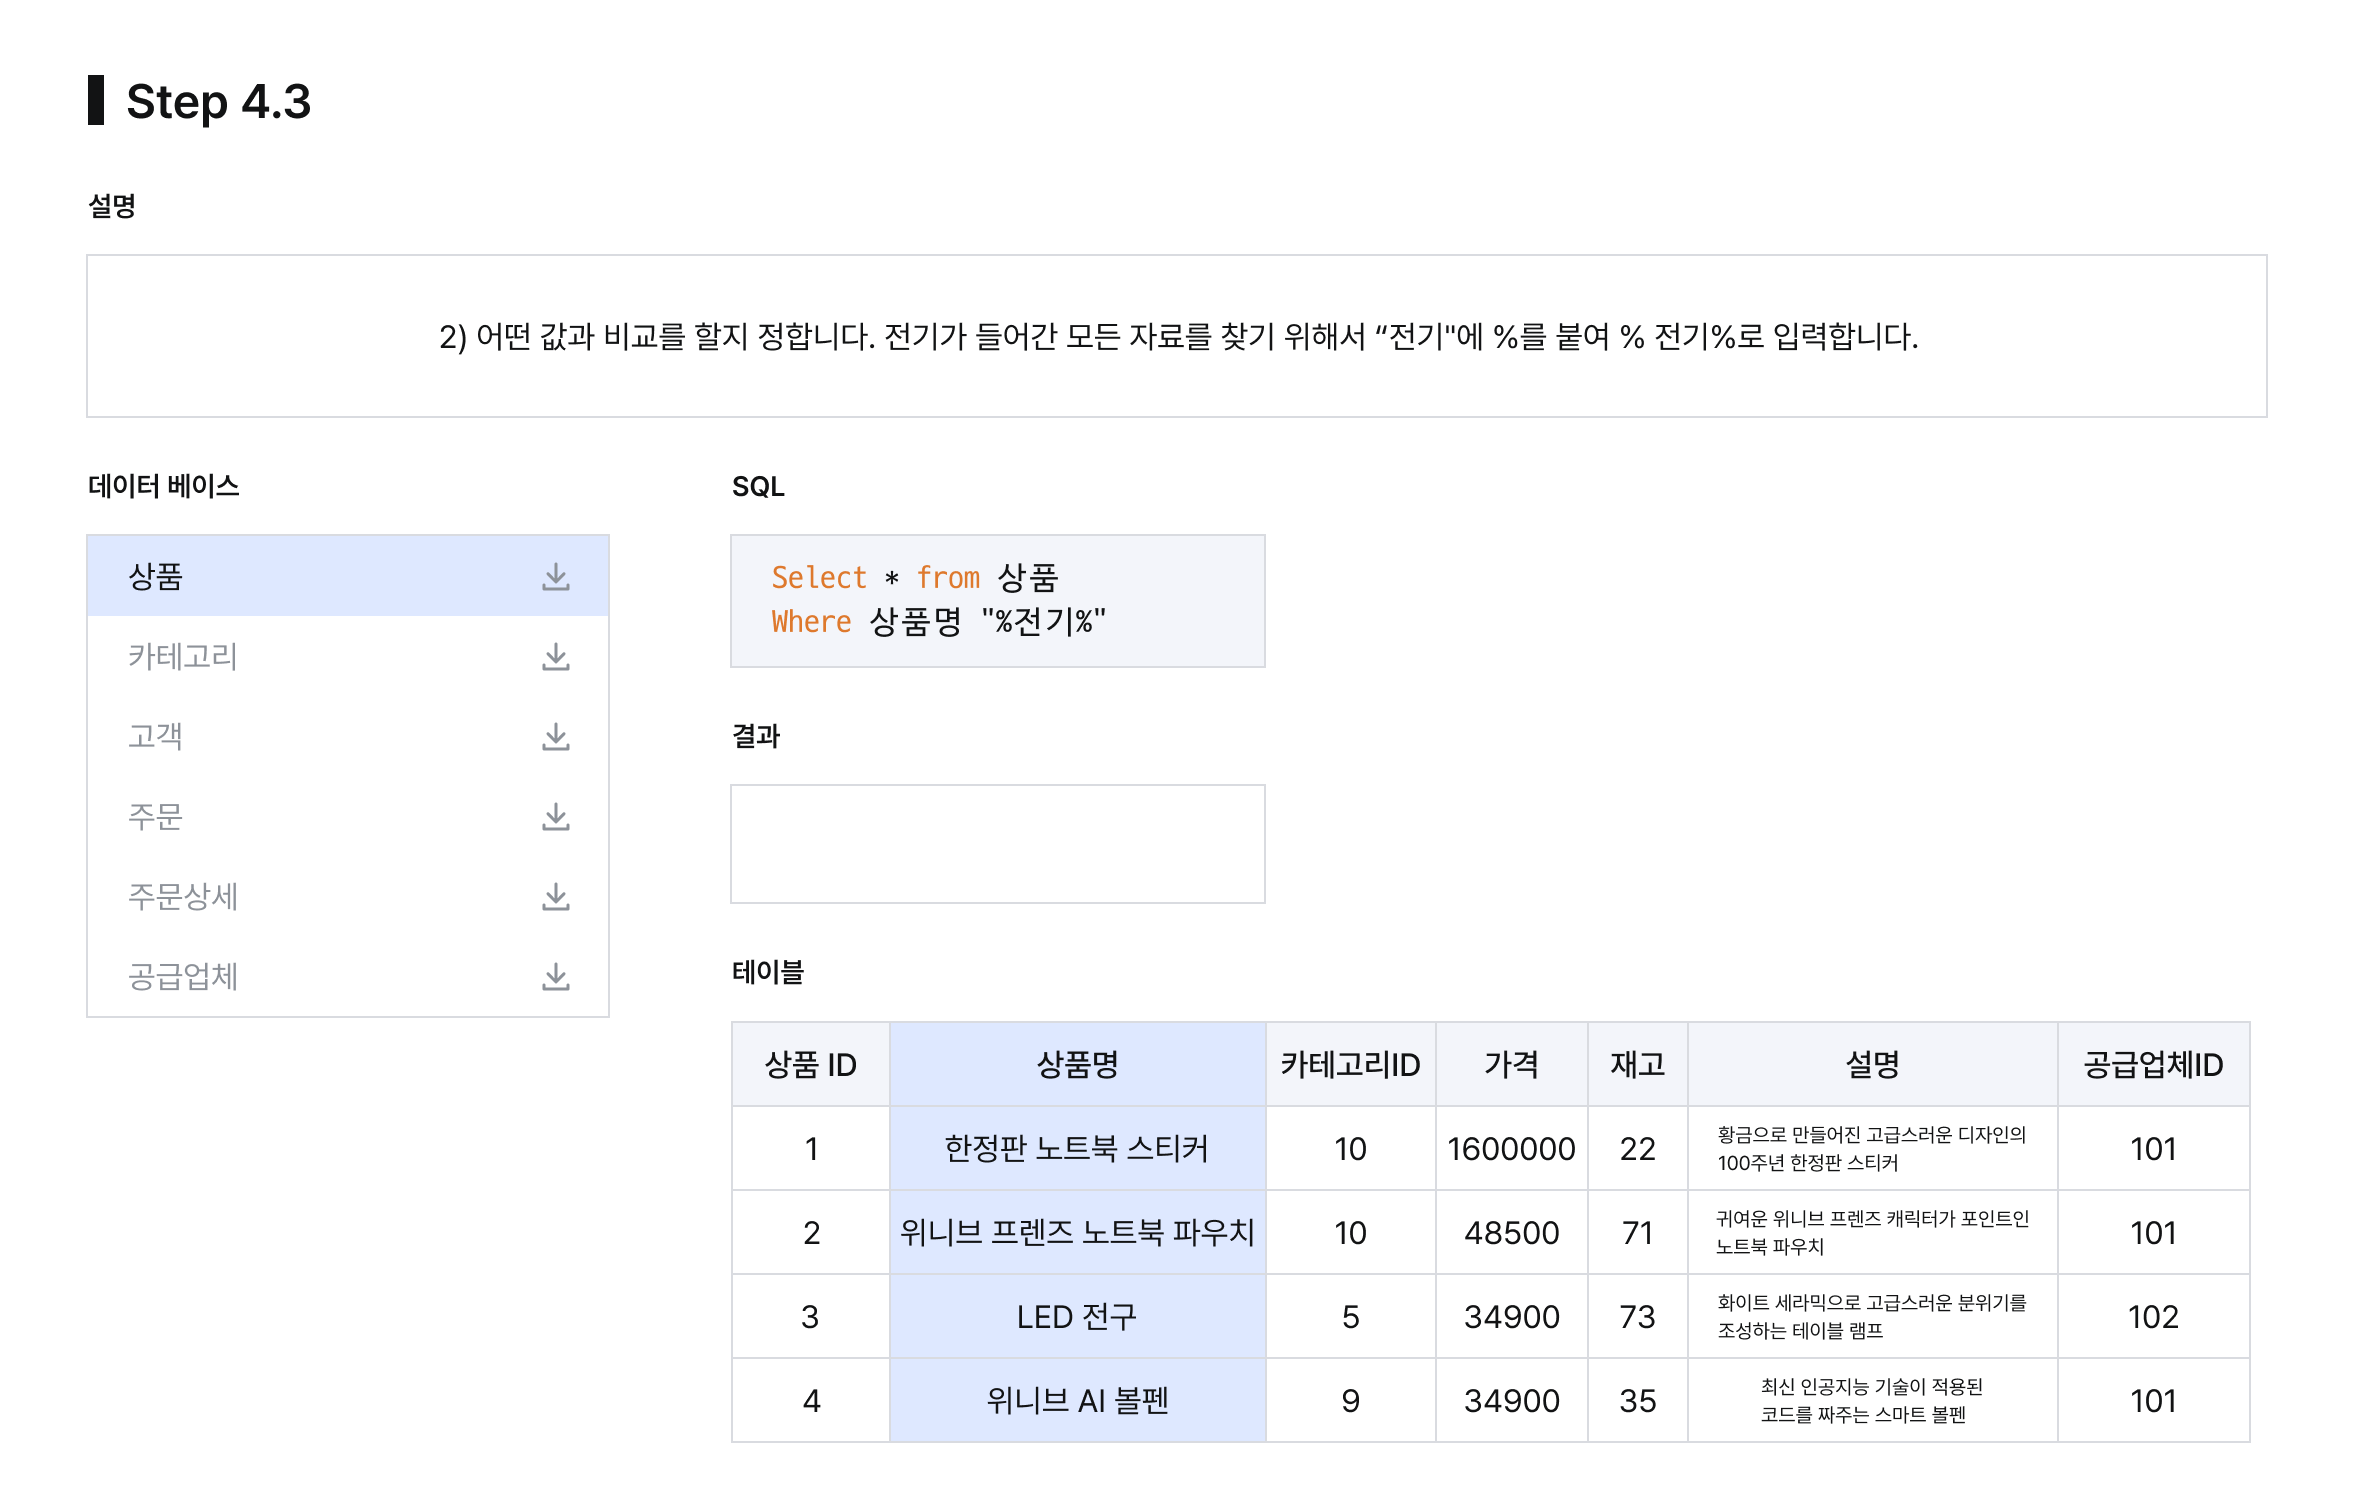 Step 4.3
설명
2) 어떤 값과 비교를 할지 정합니다. 전기가 들어간 모든 자료를 찾기 위해서 “전기"에 %를 붙여 % 전기%로 입력합니다.
데이터 베이스
상품
카테고리
고객
주문
주문상세
공급업체
SQL
Select * from 상품
Where 상품명 "%전기%"
결과
테이블
상품 ID 상품명 카테고리ID 가격 재고 설명 공급업체ID
1 한정판 노트북 스티커 10 1600000 22 황금으로 만들어진 고급스러운 디자인의
100주년 한정판 스티커 101
2 위니브 프렌즈 노트북 파우치 10 48500 71 귀여운 위니브 프렌즈 캐릭터가 포인트인
노트북 파우치 101
3 LED 전구 5 34900 73 화이트 세라믹으로 고급스러운 분위기를
조성하는 테이블 램프 102
4 위니브 AI 볼펜 9 34900 35 최신 인공지능 기술이 적용된
코드를 짜주는 스마트 볼펜 101